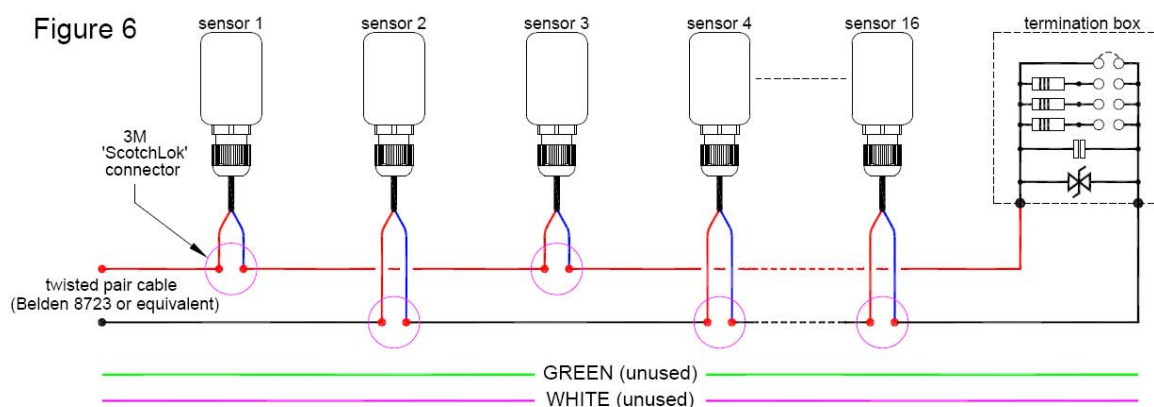 Figure 6
sensor 1
sensor 2
sensor 3
sensor 4
sensor 16
termination box
3M
'ScotchLok'
connector
twisted pair cable
(Belden 8723 or equivalent)
GREEN (unused)
WHITE (unused)